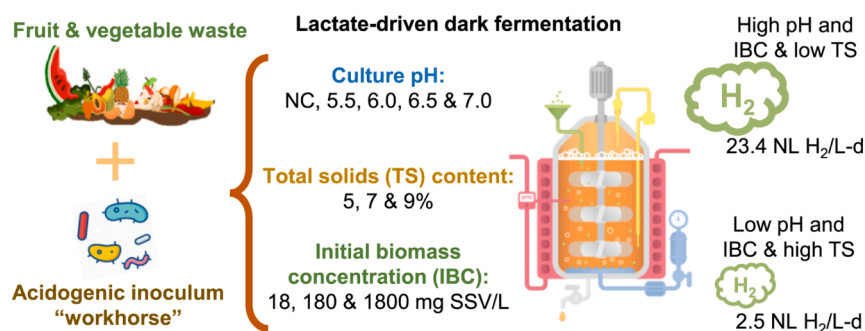 Fruit & vegetable waste
Acidogenic inoculum
“workhorse”
Lactate-driven dark fermentation
Culture pH:
NC, 5.5, 6.0, 6.5 & 7.0
Total solids (TS) content:
5, 7 & 9%
Initial biomass
concentration (IBC):
18, 180 & 1800 mg SSV/L
High pH and
IBC & low TS
H₂
23.4 NL H₂/L-d
Low pH and
IBC & high TS
H₂
2.5 NL H₂/L-d